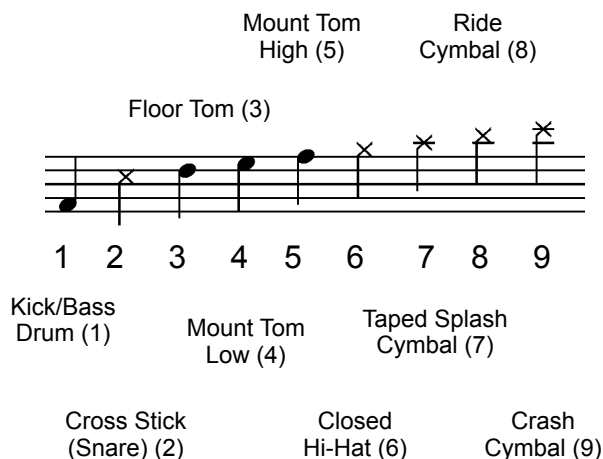 Mount Tom
High (5)
Ride
Cymbal (8)
Floor Tom (3)
1 2 3 4 5 6 7 8 9
Kick/Bass
Drum (1)
Mount Tom
Low (4)
Taped Splash
Cymbal (7)
Cross Stick
(Snare) (2)
Closed
Hi-Hat (6)
Crash
Cymbal (9)